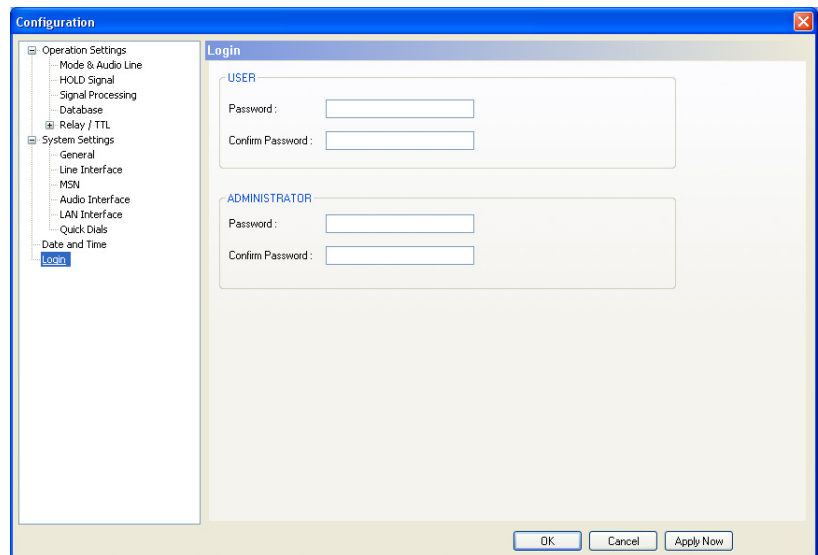 Configuration
Operation Settings
Mode & Audio Line
HOLD Signal
Signal Processing
Database
Relay / TTL
System Settings
General
Line Interface
MSN
Audio Interface
LAN Interface
Quick Dials
Date and Time
Login
Login
USER
Password :
Confirm Password :
ADMINISTRATOR
Password :
Confirm Password :
OK
Cancel
Apply Now